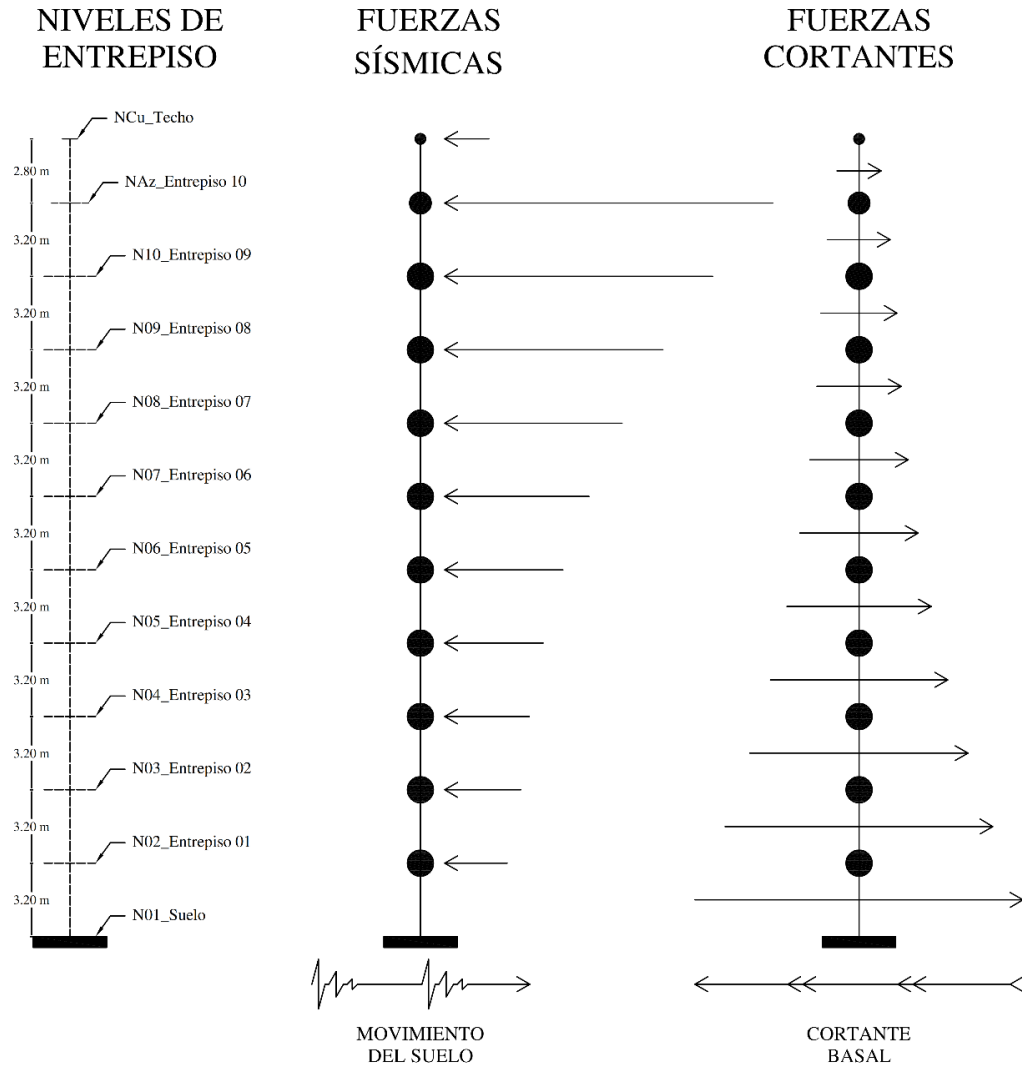 NIVELES DE
ENTREPISO
FUERZAS
SÍSMICAS
FUERZAS
CORTANTES
NCu_Techo
2.80 m
NAz_Entrepiso 10
3.20 m
N10_Entrepiso 09
3.20 m
N09_Entrepiso 08
3.20 m
N08_Entrepiso 07
3.20 m
N07_Entrepiso 06
3.20 m
N06_Entrepiso 05
3.20 m
N05_Entrepiso 04
3.20 m
N04_Entrepiso 03
3.20 m
N03_Entrepiso 02
3.20 m
N02_Entrepiso 01
3.20 m
N01_Suelo
MOVIMIENTO
DEL SUELO
CORTANTE
BASAL